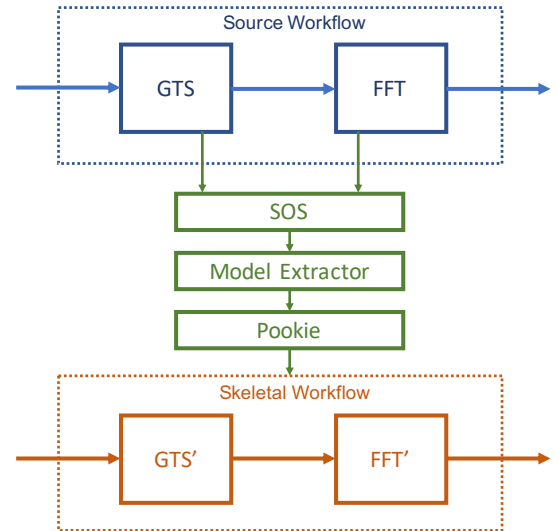 Source Workflow
GTS
FFT
SOS
Model Extractor
Pookie
Skeletal Workflow
GTS’
FFT’